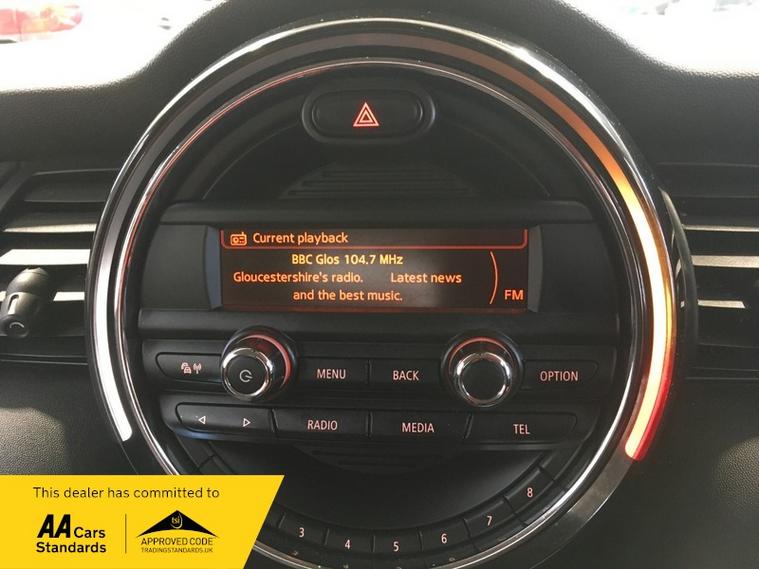 Current playback
BBC Glos 104.7 MHz
Gloucestershire's radio. Latest news
and the best music.
FM
MENU
BACK
OPTION
RADIO
MEDIA
TEL
3
4
5
6
7
8
This dealer has committed to
AA Cars
Standards
tsi
APPROVED CODE
TRADINGSTANDARDS.UK